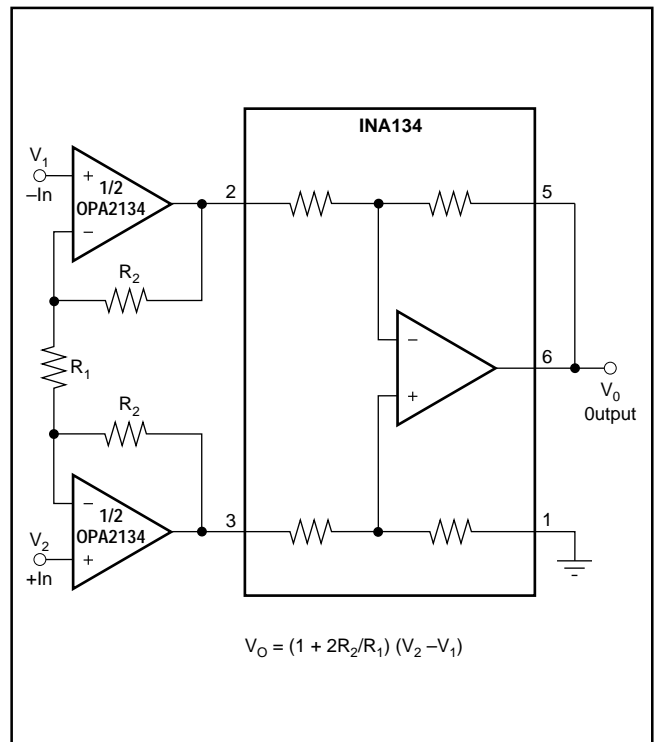 INA134
V1
–In
+
1/2
OPA2134
–
2
5
R2
R1
–
+
6
V0
0utput
R2
–
1/2
OPA2134
+
V2
+In
3
1
VO = (1 + 2R2/R1) (V2 –V1)